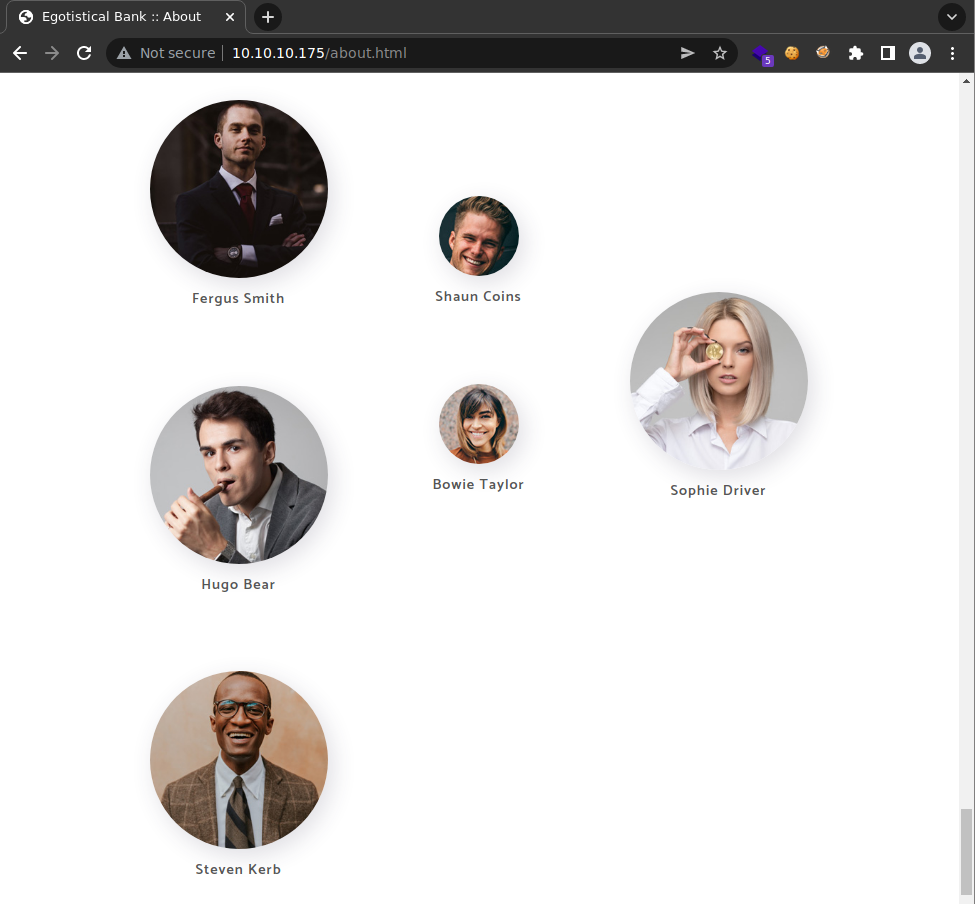 Egotistical Bank :: About
Not secure
10.10.10.175/about.html
5
Fergus Smith
Shaun Coins
Sophie Driver
Hugo Bear
Bowie Taylor
Steven Kerb